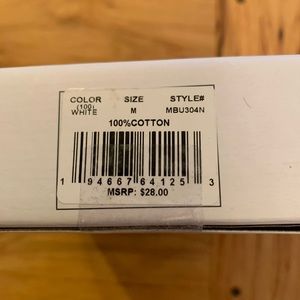 COLOR SIZE STYLE#
(100)
WHITE M MBU304N
100%COTTON
1 94667 64125 3
MSRP: $28.00